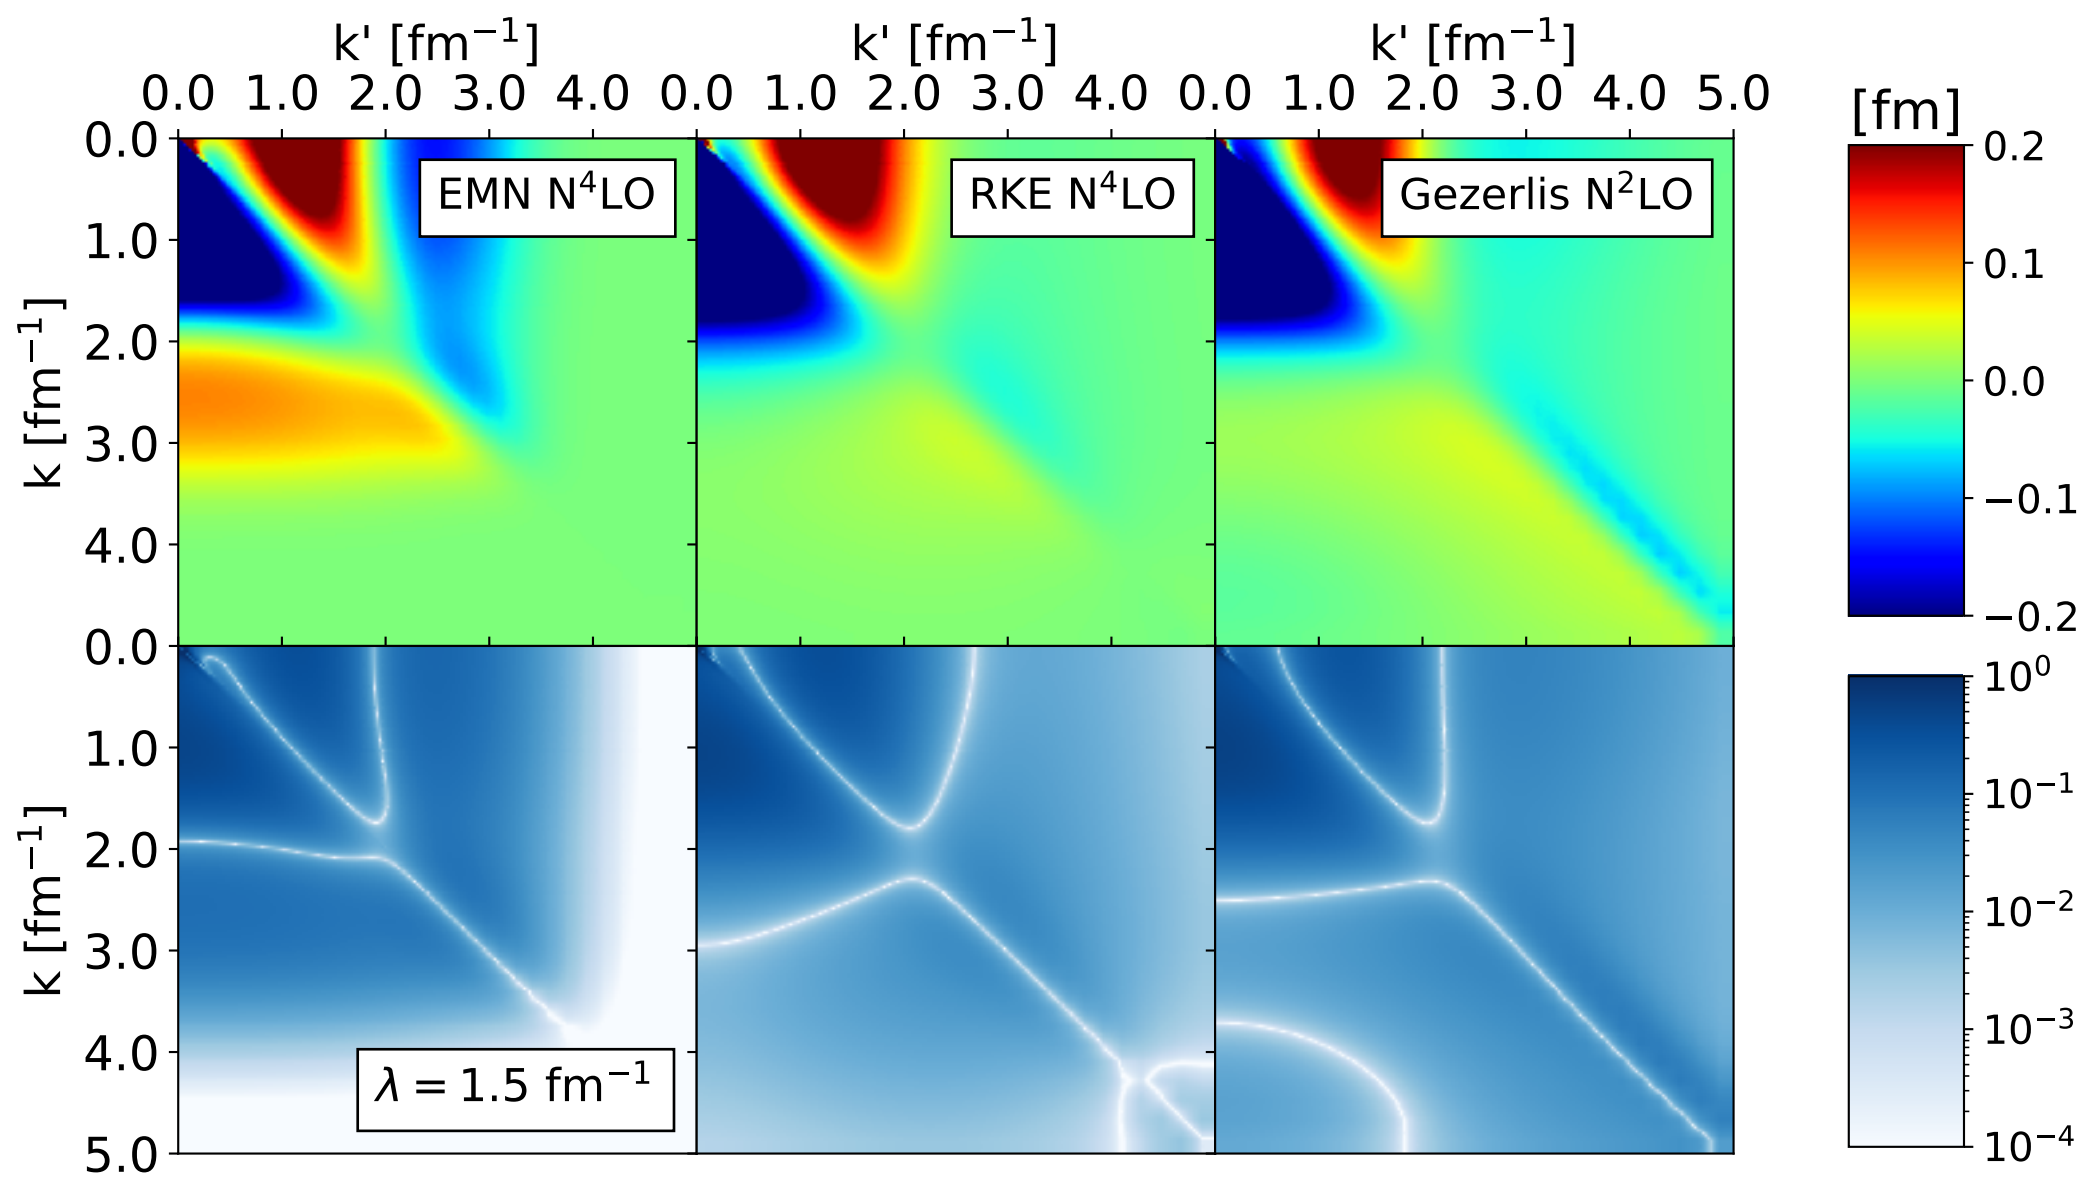 k' [fm⁻¹] k' [fm⁻¹] k' [fm⁻¹]
0.0 1.0 2.0 3.0 4.0 0.0 1.0 2.0 3.0 4.0 0.0 1.0 2.0 3.0 4.0 5.0
[fm]
EMN N⁴LO
RKE N⁴LO
Gezerlis N²LO
k [fm⁻¹]
0.0
1.0
2.0
3.0
4.0
0.2
0.1
0.0
−0.1
−0.2
k [fm⁻¹]
0.0
1.0
2.0
3.0
4.0
5.0
λ = 1.5 fm⁻¹
10⁰
10⁻¹
10⁻²
10⁻³
10⁻⁴